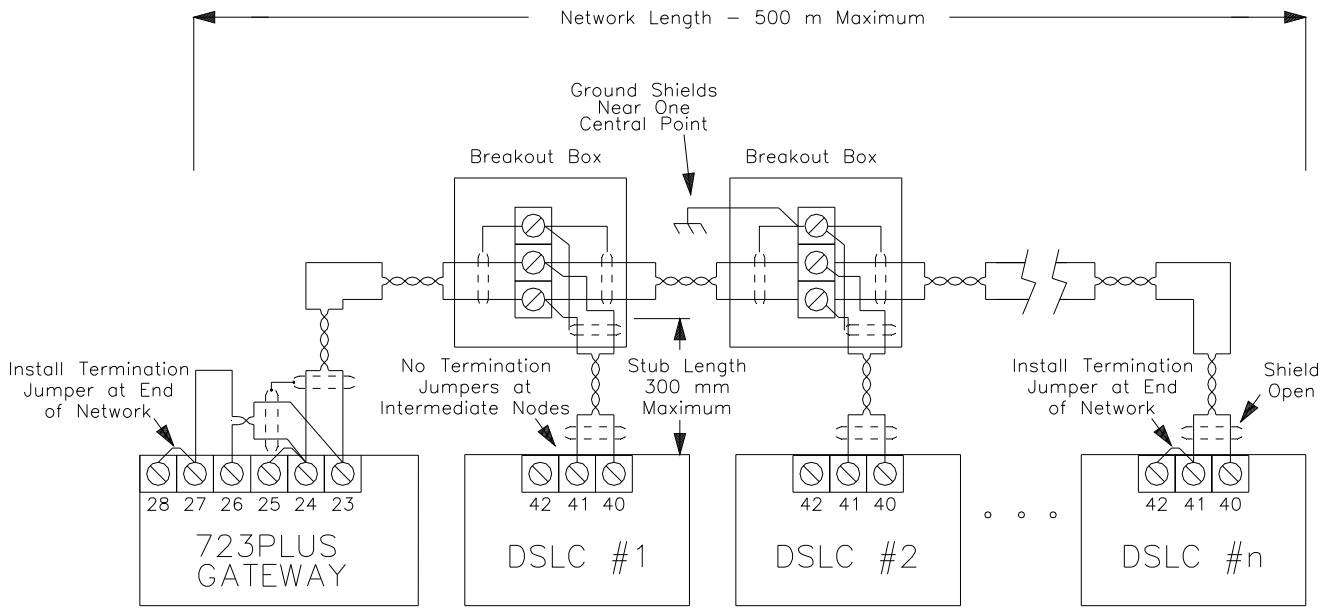 Network Length – 500 m Maximum
Ground Shields
Near One
Central Point
Breakout Box
Breakout Box
Install Termination
Jumper at End
of Network
No Termination
Jumpers at
Intermediate Nodes
Stub Length
300 mm
Maximum
Install Termination
Jumper at End
of Network
Shield
Open
28 27 26 25 24 23
42 41 40
42 41 40
42 41 40
723PLUS
GATEWAY
DSLC #1
DSLC #2
DSLC #n